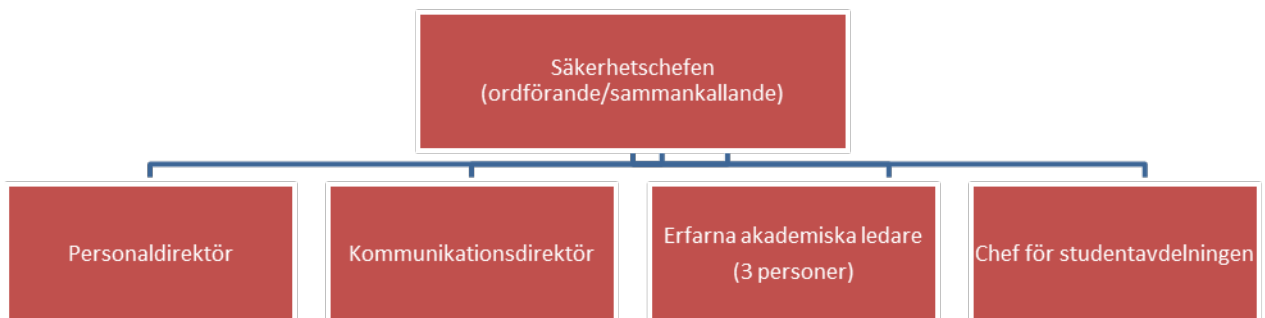 Säkerhetschefen
(ordförande/sammankallande)
Personaldirektör
Kommunikationsdirektör
Erfarna akademiska ledare
(3 personer)
Chef för studentavdelningen